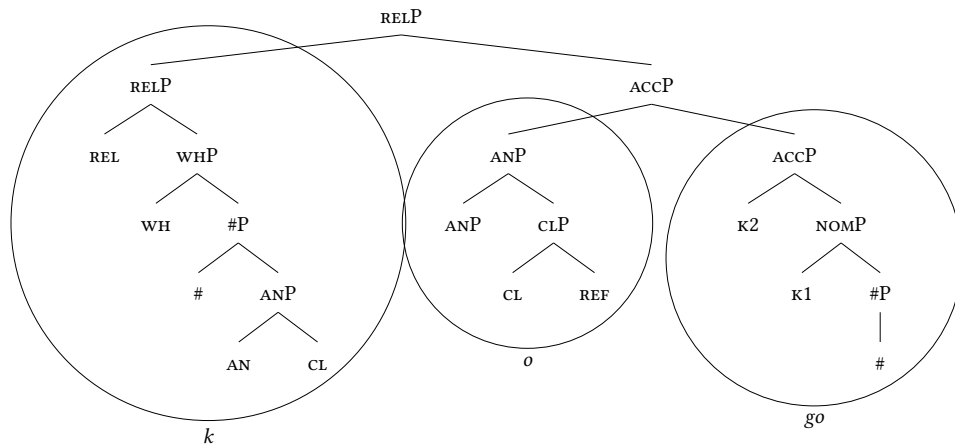 RELP
RELP ACCP
REL WHP ANP ACCP
WH #P ANP CLP K2 NOMP
# ANP CL REF K1 #P
AN CL #
o
go
k